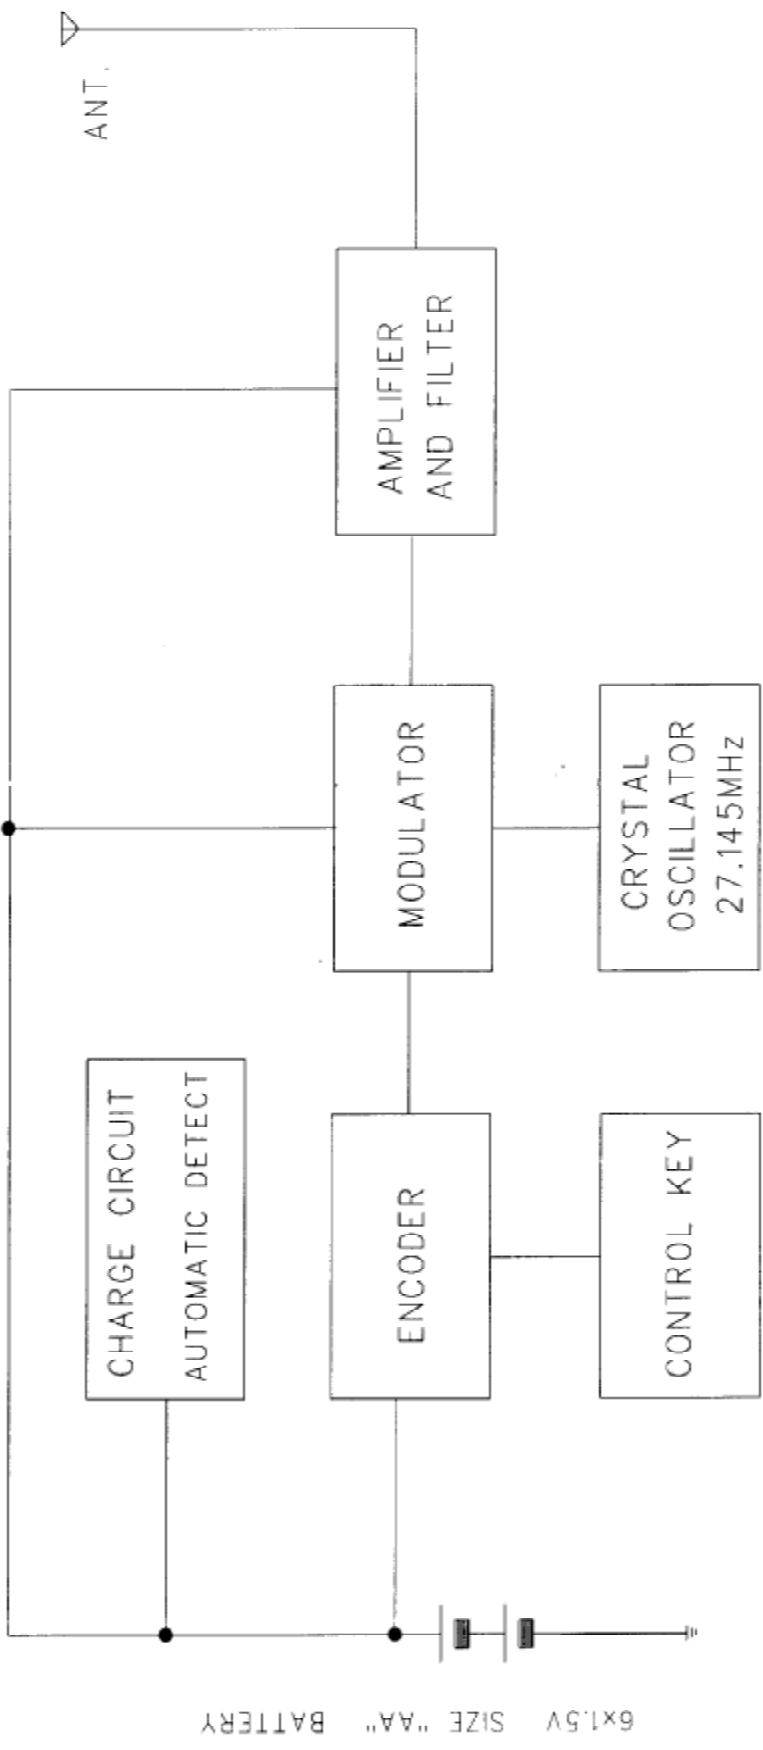 6x1.5V SIZE "AA" BATTERY
CHARGE CIRCUIT
AUTOMATIC DETECT
ENCODER
CONTROL KEY
MODULATOR
CRYSTAL
OSCILLATOR
27.145MHz
AMPLIFIER
AND FILTER
ANT.